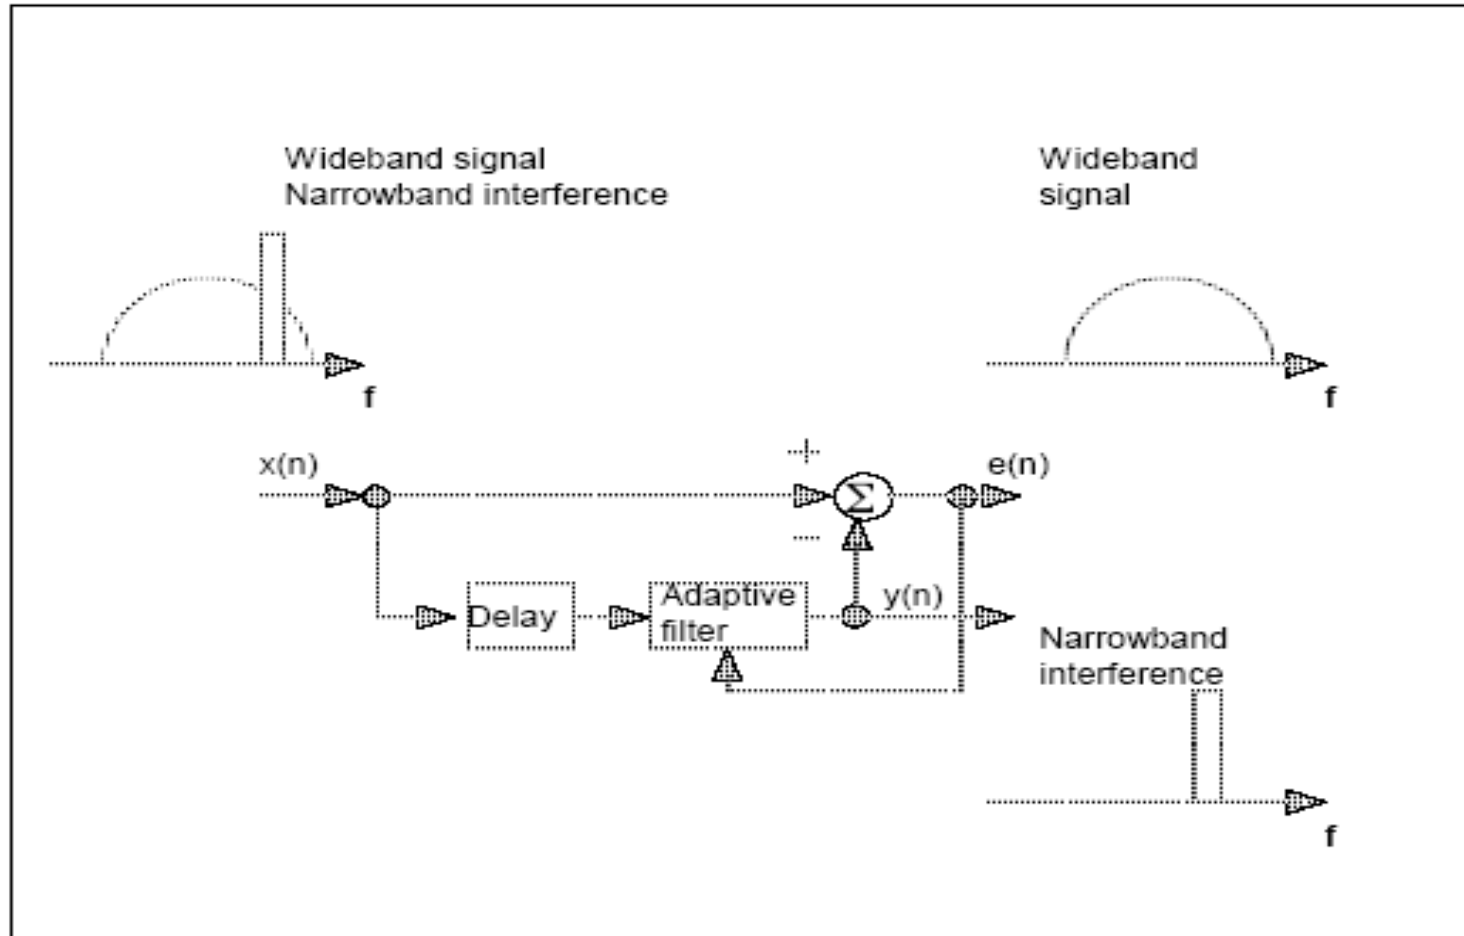 Wideband signal
Narrowband interference
Wideband
signal
f
f
x(n)
+
Σ
e(n)
-
Delay
Adaptive
filter
y(n)
Narrowband
interference
f